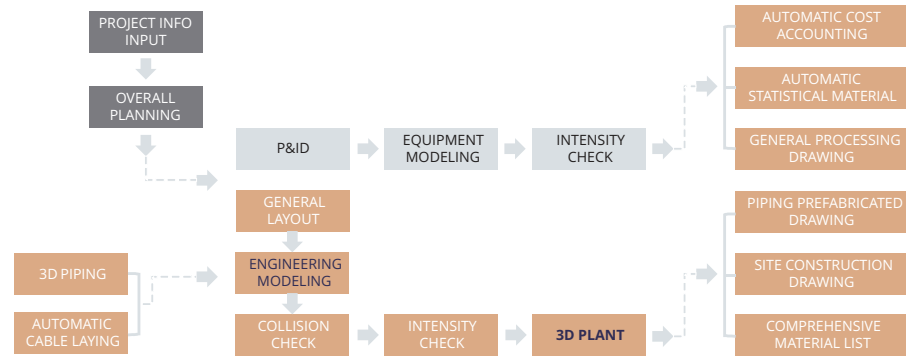 PROJECT INFO
INPUT
OVERALL
PLANNING
P&ID
EQUIPMENT
MODELING
INTENSITY
CHECK
AUTOMATIC COST
ACCOUNTING
AUTOMATIC
STATISTICAL MATERIAL
GENERAL PROCESSING
DRAWING
GENERAL
LAYOUT
3D PIPING
AUTOMATIC
CABLE LAYING
ENGINEERING
MODELING
COLLISION
CHECK
INTENSITY
CHECK
3D PLANT
PIPING PREFABRICATED
DRAWING
SITE CONSTRUCTION
DRAWING
COMPREHENSIVE
MATERIAL LIST